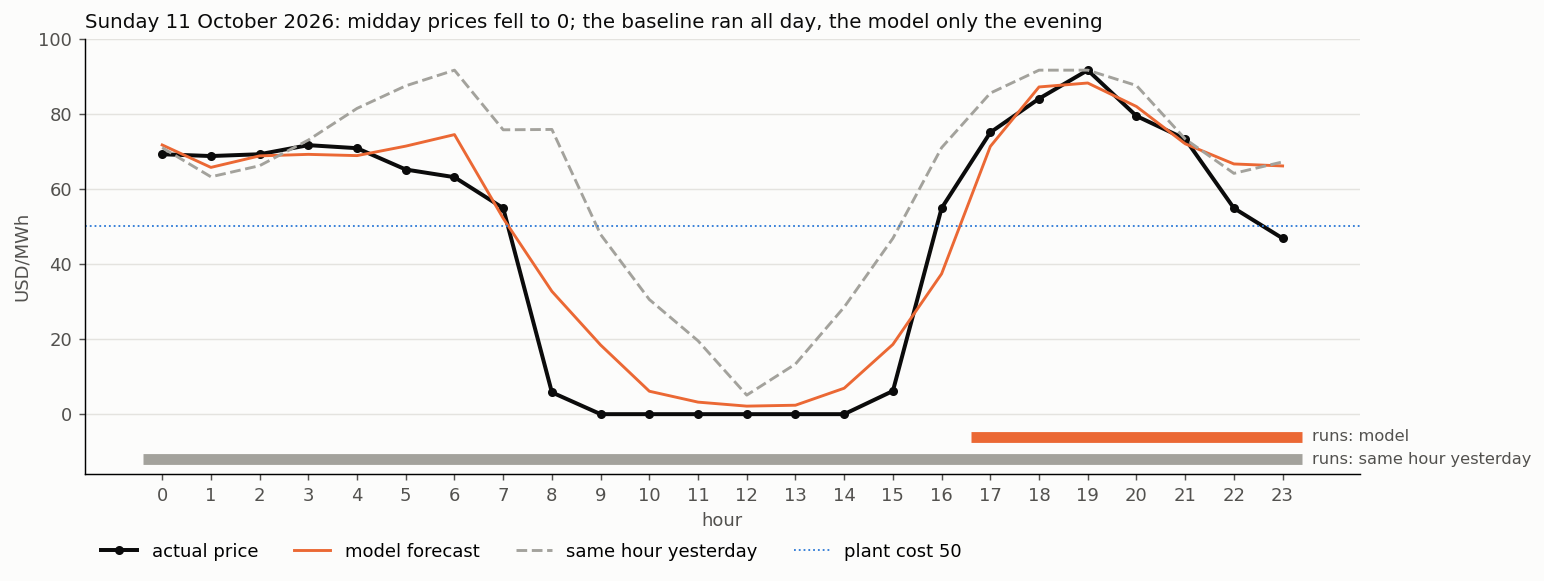 Sunday 11 October 2026: midday prices fell to 0; the baseline ran all day, the model only the evening
100
80
60
40
20
0
USD/MWh
runs: model
runs: same hour yesterday
0 1 2 3 4 5 6 7 8 9 10 11 12 13 14 15 16 17 18 19 20 21 22 23
hour
actual price model forecast same hour yesterday plant cost 50